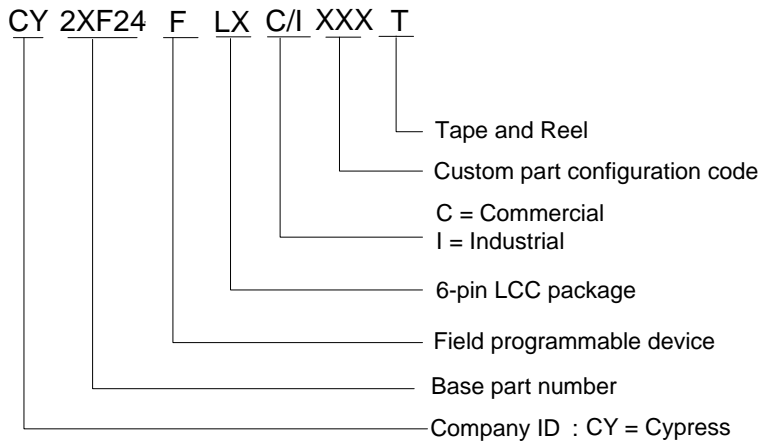 CY 2XF24 F LX C/I XXX T
Tape and Reel
Custom part configuration code
C = Commercial
I = Industrial
6-pin LCC package
Field programmable device
Base part number
Company ID : CY = Cypress